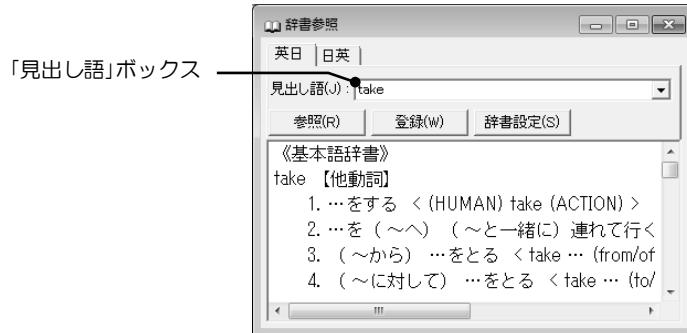 辞書参照
英日 日英
「見出し語」ボックス
見出し語(J): take
参照(R) 登録(W) 辞書設定(S)
《基本語辞書》
take 【他動詞】
1. …をする < (HUMAN) take (ACTION) >
2. …を (~へ) (~と一緒に) 連れて行く
3. (~から) …をとる < take … (from/of
4. (~に対して) …をとる < take … (to/